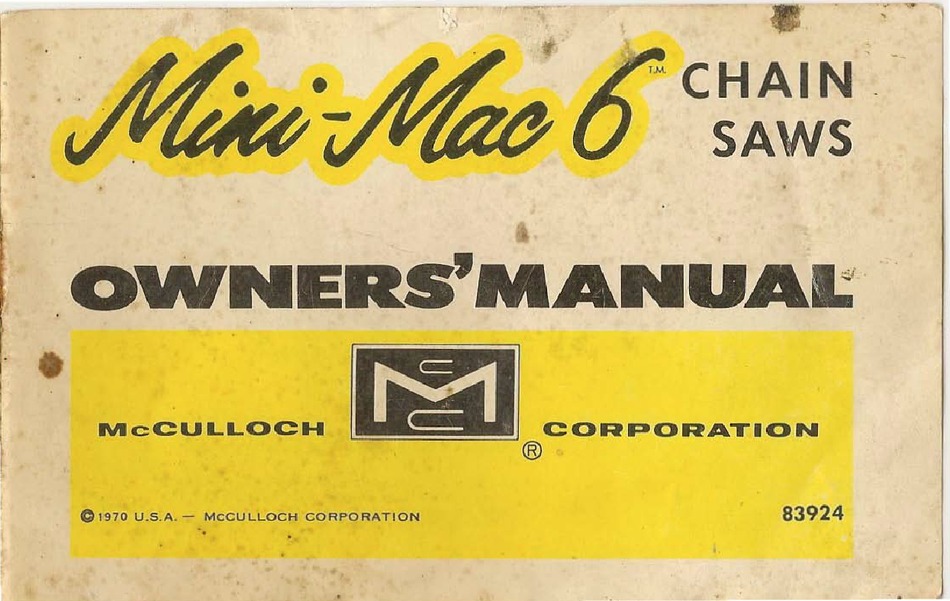 Mini-Mac 6 T.M. CHAIN
SAWS
OWNERS' MANUAL
McCULLOCH CORPORATION
®
© 1970 U.S.A. — McCULLOCH CORPORATION 83924